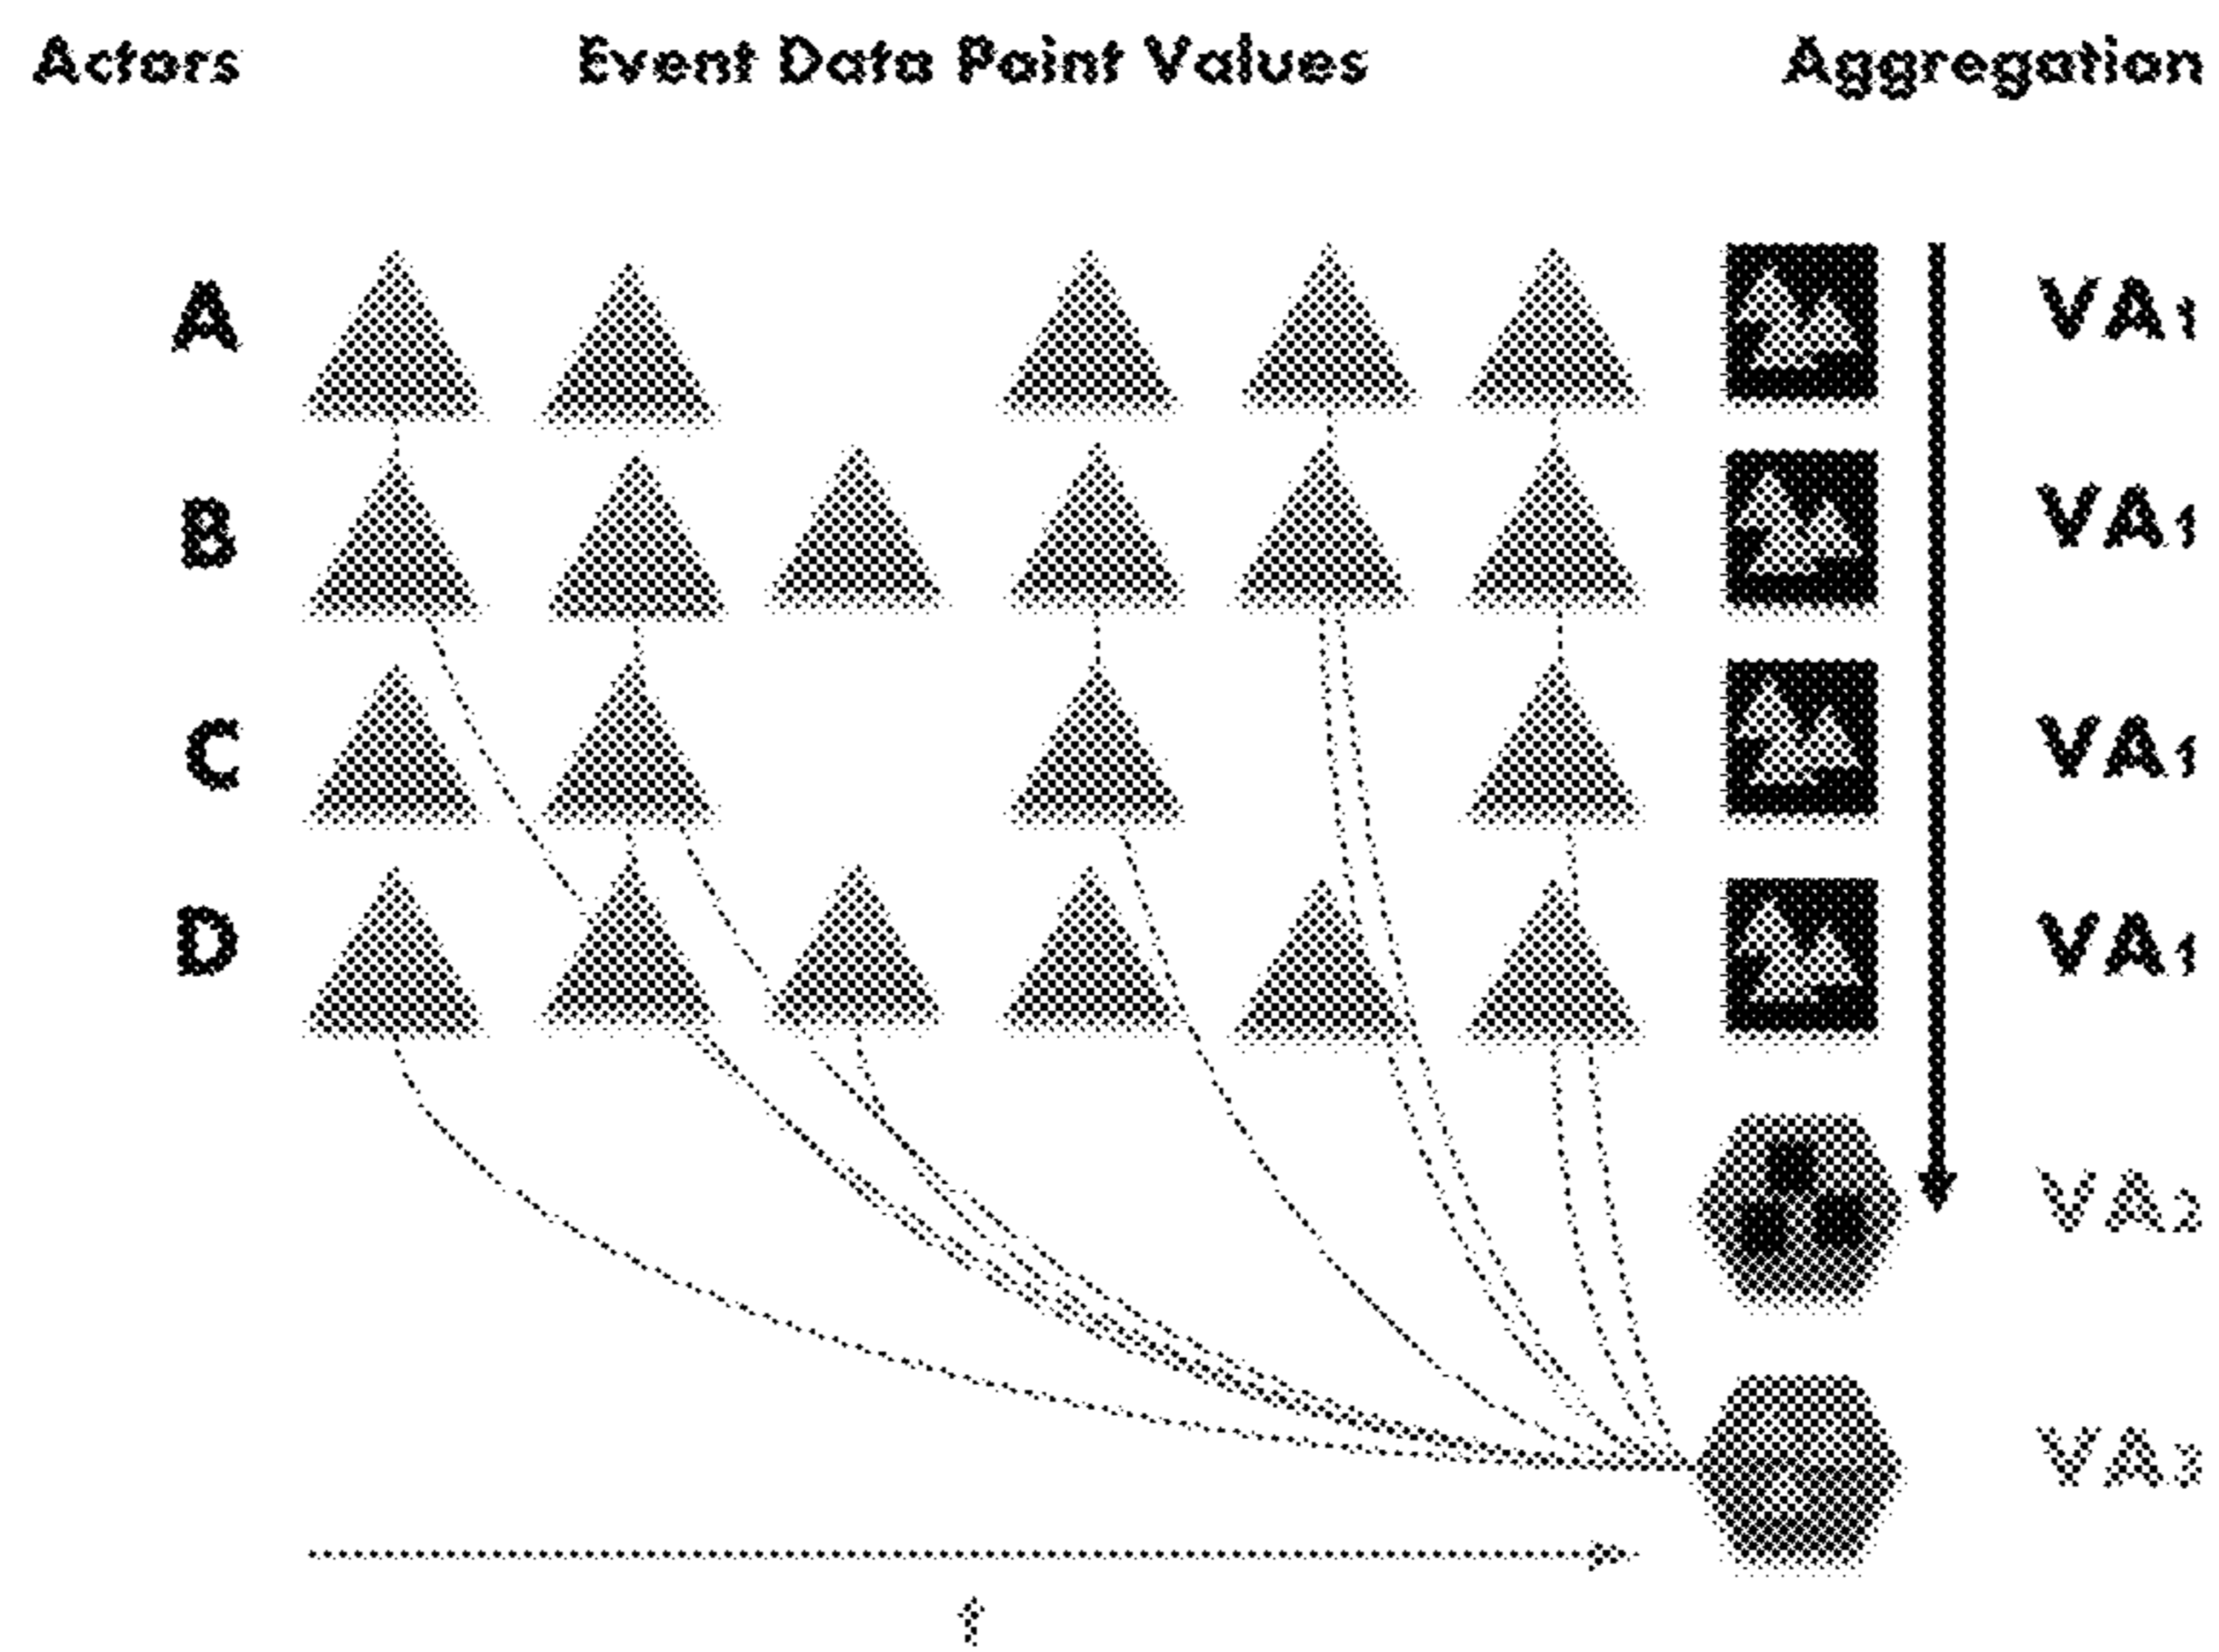 Actors Event Data Point Values Aggregation
A VA1
B VA1
C VA1
D VA1
VA2
VA3
t